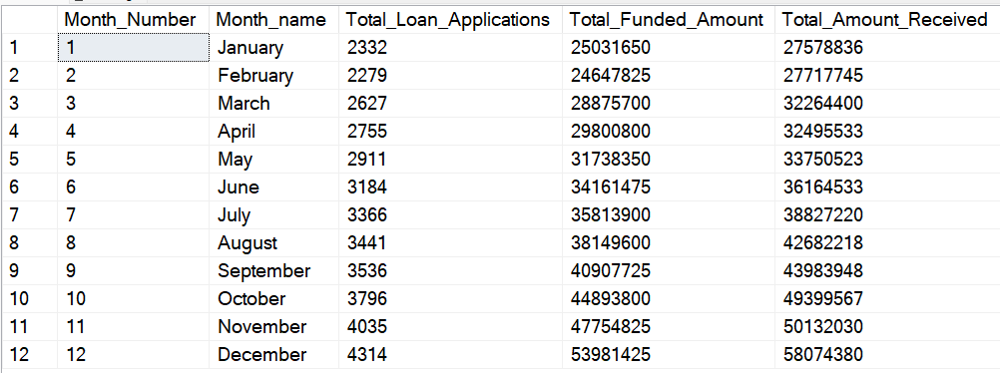 Month_Number Month_name Total_Loan_Applications Total_Funded_Amount Total_Amount_Received
1 1 January 2332 25031650 27578836
2 2 February 2279 24647825 27717745
3 3 March 2627 28875700 32264400
4 4 April 2755 29800800 32495533
5 5 May 2911 31738350 33750523
6 6 June 3184 34161475 36164533
7 7 July 3366 35813900 38827220
8 8 August 3441 38149600 42682218
9 9 September 3536 40907725 43983948
10 10 October 3796 44893800 49399567
11 11 November 4035 47754825 50132030
12 12 December 4314 53981425 58074380